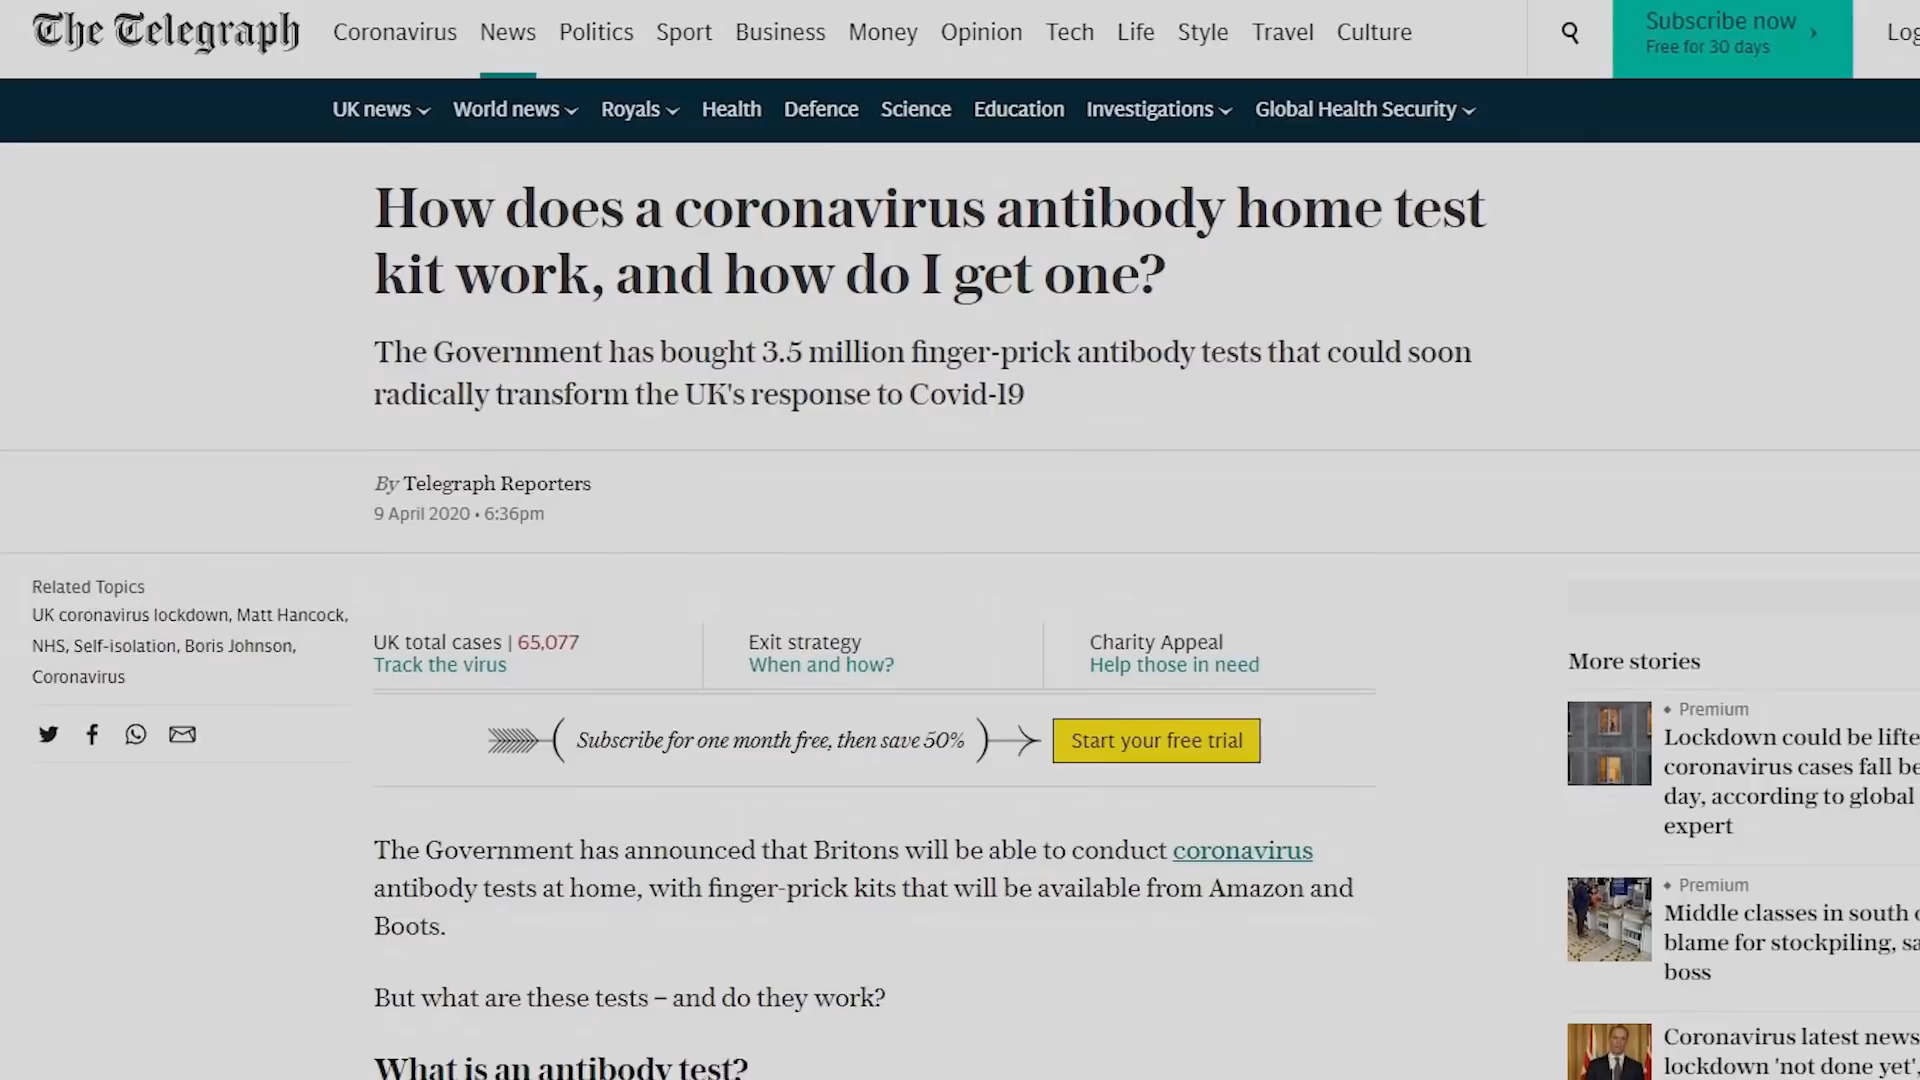 The Telegraph
Coronavirus News Politics Sport Business Money Opinion Tech Life Style Travel Culture
Subscribe now
Free for 30 days
UK news World news Royals Health Defence Science Education Investigations Global Health Security
How does a coronavirus antibody home test
kit work, and how do I get one?
The Government has bought 3.5 million finger-prick antibody tests that could soon
radically transform the UK's response to Covid-19
By Telegraph Reporters
9 April 2020 • 6:36pm
Related Topics
UK coronavirus lockdown, Matt Hancock,
NHS, Self-isolation, Boris Johnson,
Coronavirus
UK total cases | 65,077
Track the virus
Exit strategy
When and how?
Charity Appeal
Help those in need
Subscribe for one month free, then save 50%
Start your free trial
The Government has announced that Britons will be able to conduct coronavirus
antibody tests at home, with finger-prick kits that will be available from Amazon and
Boots.
But what are these tests – and do they work?
What is an antibody test?
More stories
Premium
Lockdown could be
coronavirus cases fall
day, according to global
expert
Premium
Middle classes in south
blame for stockpiling,
boss
Coronavirus latest news
lockdown 'not done yet',